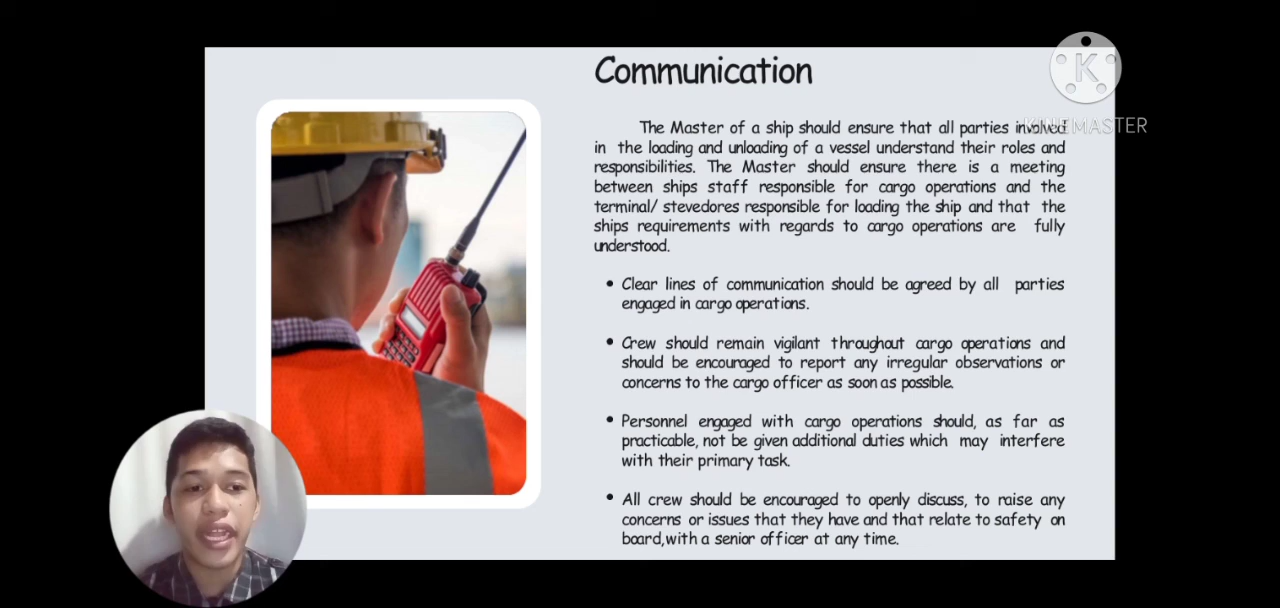 Communication
The Master of a ship should ensure that all parties involved
in the loading and unloading of a vessel understand their roles and
responsibilities. The Master should ensure there is a meeting
between ships staff responsible for cargo operations and the
terminal/ stevedores responsible for loading the ship and that the
ships requirements with regards to cargo operations are fully
understood.
• Clear lines of communication should be agreed by all parties
engaged in cargo operations.
• Crew should remain vigilant throughout cargo operations and
should be encouraged to report any irregular observations or
concerns to the cargo officer as soon as possible.
• Personnel engaged with cargo operations should, as far as
practicable, not be given additional duties which may interfere
with their primary task.
• All crew should be encouraged to openly discuss, to raise any
concerns or issues that they have and that relate to safety on
board,with a senior officer at any time.
K
KINEMASTER